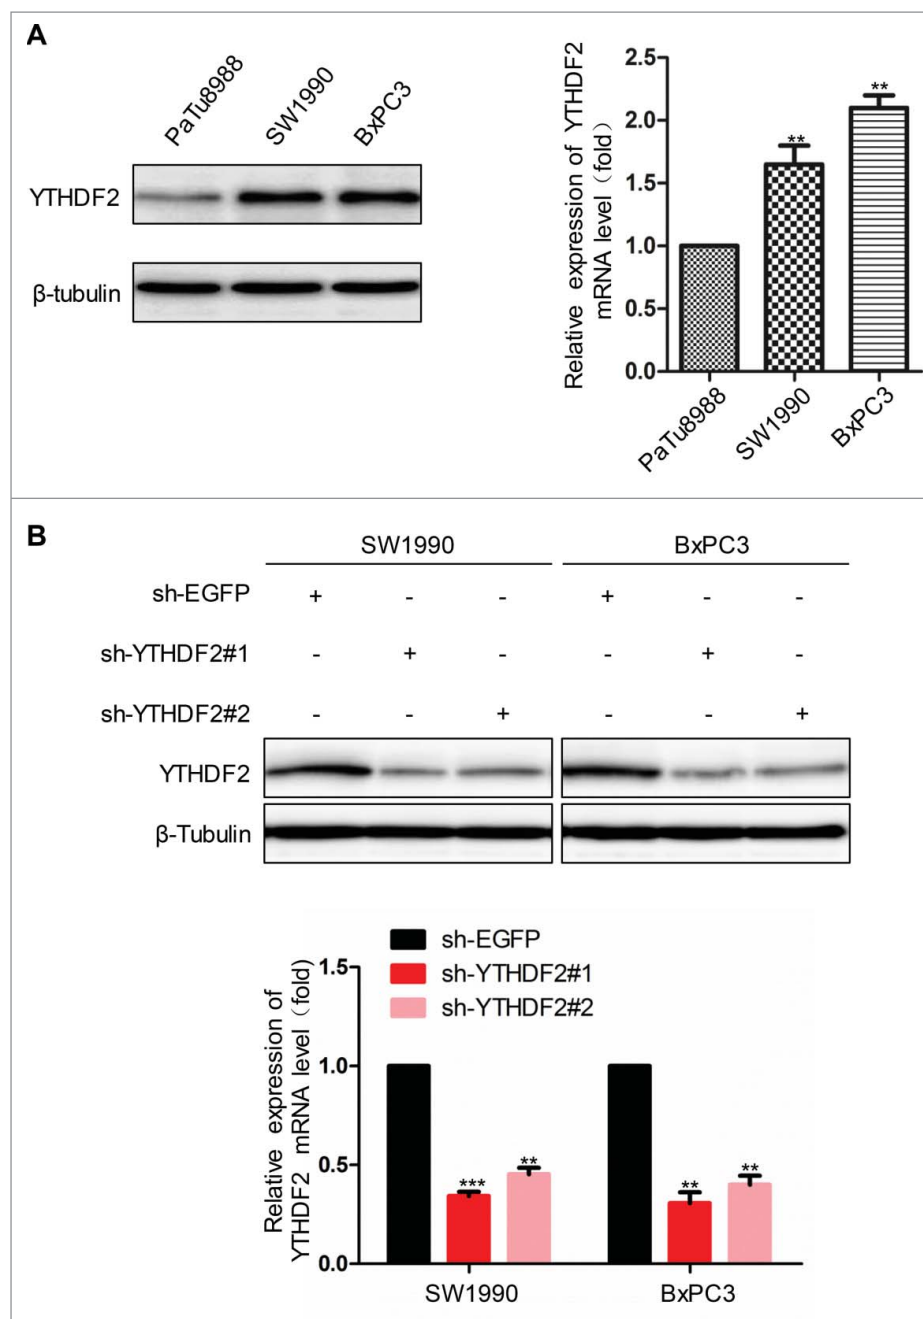 A
PaTu8988 SW1990 BxPC3
YTHDF2
β-tubulin
Relative expression of YTHDF2
mRNA level (fold)
2.5
2.0
1.5
1.0
0.5
0.0
** **
PaTu8988 SW1990 BxPC3
B
SW1990 BxPC3
sh-EGFP + - - + - -
sh-YTHDF2#1 - + - - + -
sh-YTHDF2#2 - - + - - +
YTHDF2
β-Tubulin
sh-EGFP
sh-YTHDF2#1
sh-YTHDF2#2
Relative expression of
YTHDF2 mRNA level (fold)
1.5
1.0
0.5
0.0
*** ** ** **
SW1990 BxPC3